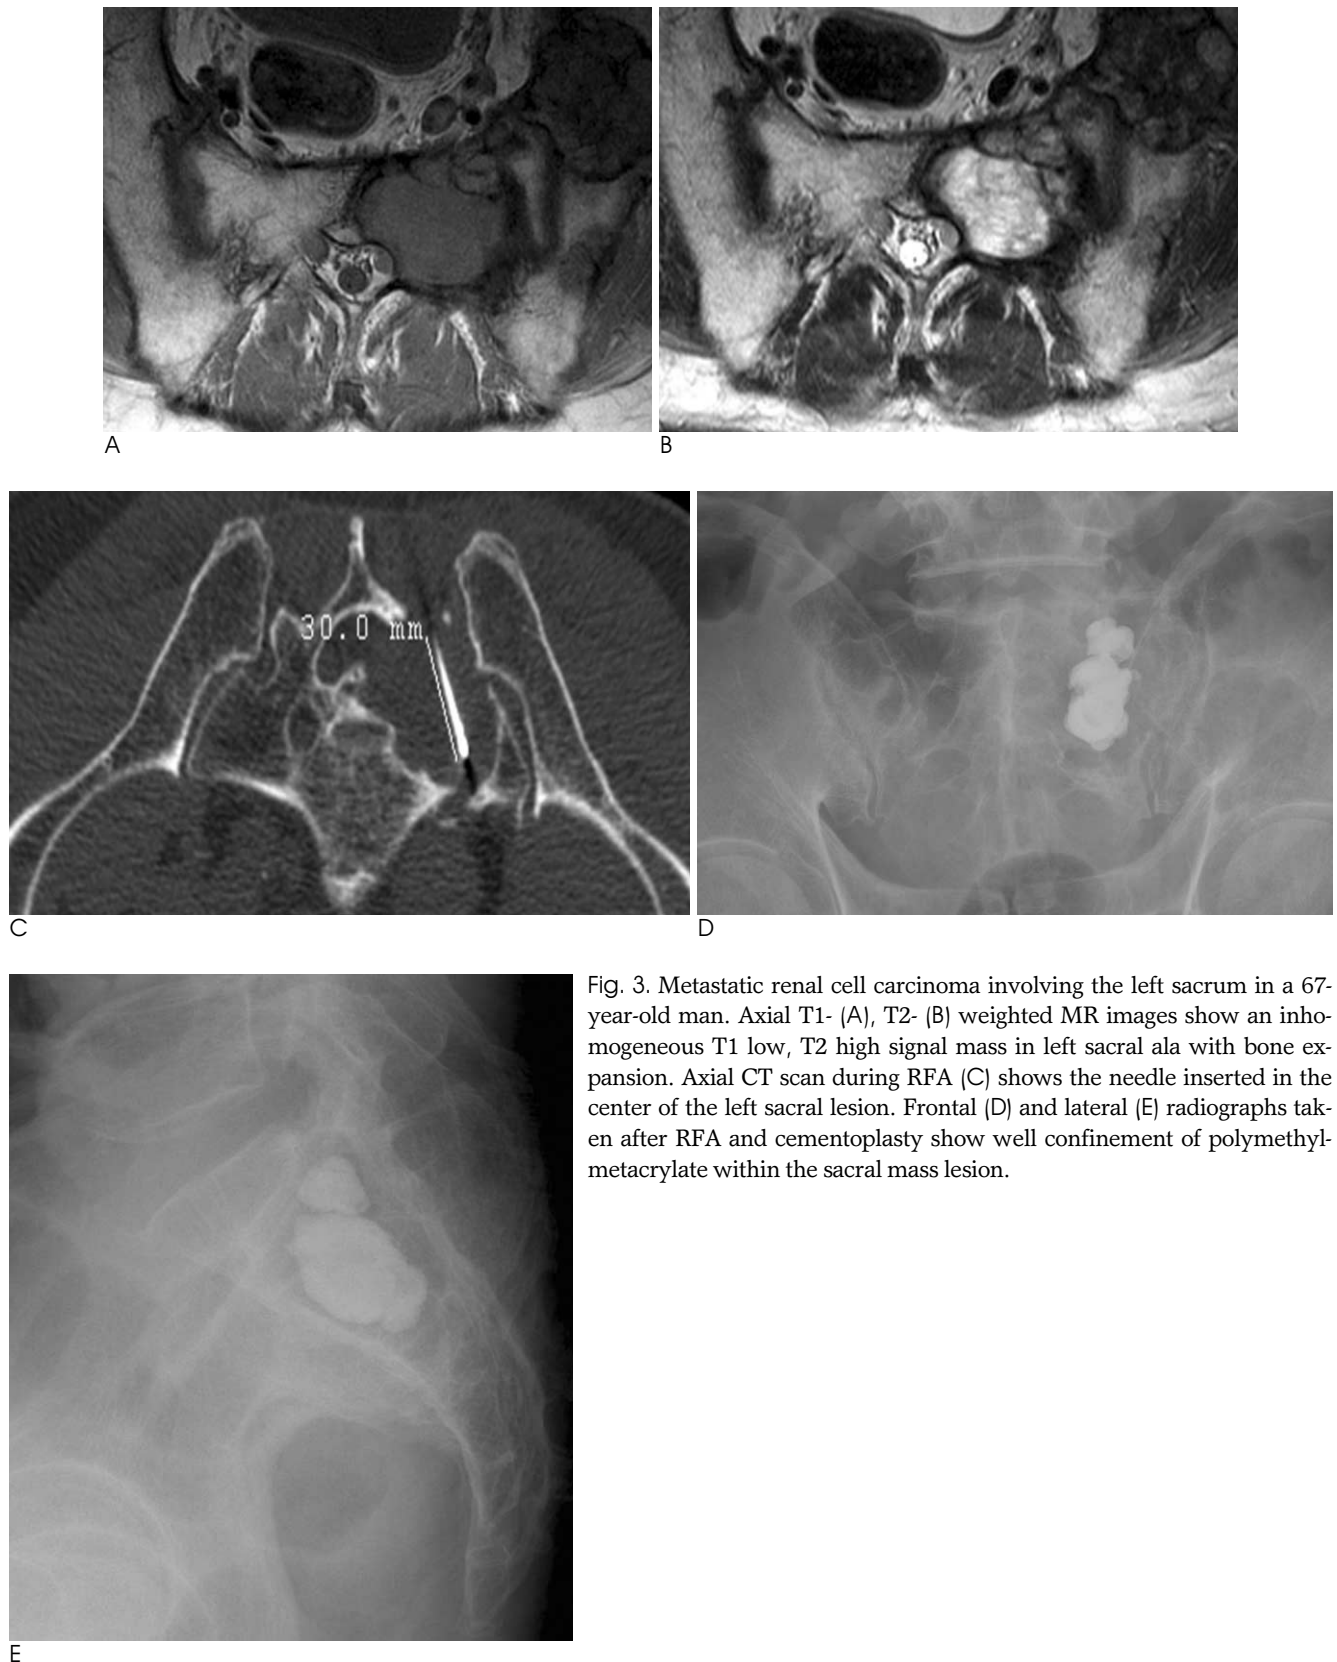 A
B
30.0 mm
C
D
Fig. 3. Metastatic renal cell carcinoma involving the left sacrum in a 67-
year-old man. Axial T1- (A), T2- (B) weighted MR images show an inho-
mogeneous T1 low, T2 high signal mass in left sacral ala with bone ex-
pansion. Axial CT scan during RFA (C) shows the needle inserted in the
center of the left sacral lesion. Frontal (D) and lateral (E) radiographs tak-
en after RFA and cementoplasty show well confinement of polymethyl-
metacrylate within the sacral mass lesion.
E